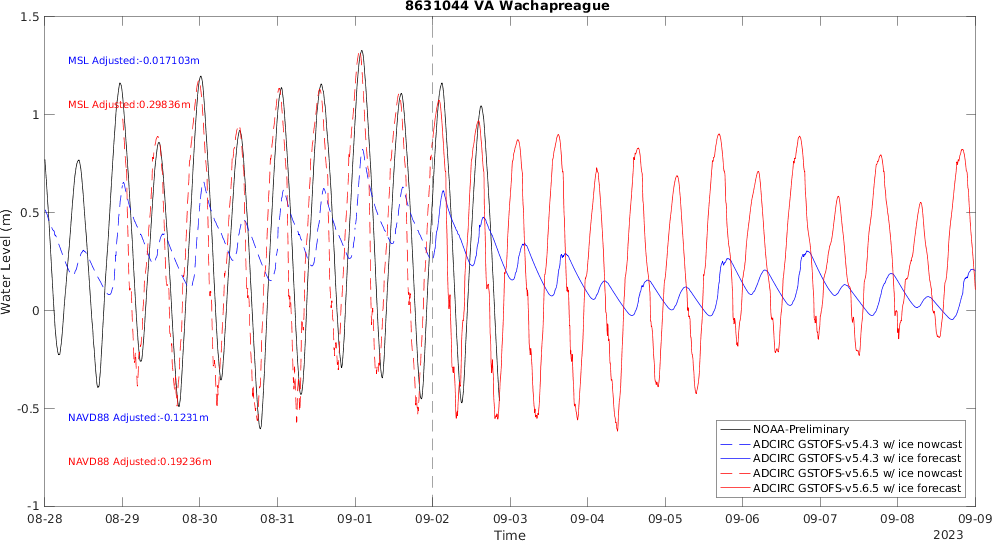 8631044 VA Wachapreague
1.5
1
0.5
0
-0.5
-1
Water Level (m)
MSL Adjusted:-0.017103m
MSL Adjusted:0.29836m
NAVD88 Adjusted:-0.1231m
NAVD88 Adjusted:0.19236m
NOAA-Preliminary
ADCIRC GSTOFS-v5.4.3 w/ ice nowcast
ADCIRC GSTOFS-v5.4.3 w/ ice forecast
ADCIRC GSTOFS-v5.6.5 w/ ice nowcast
ADCIRC GSTOFS-v5.6.5 w/ ice forecast
08-28 08-29 08-30 08-31 09-01 09-02 09-03 09-04 09-05 09-06 09-07 09-08 09-09
Time
2023